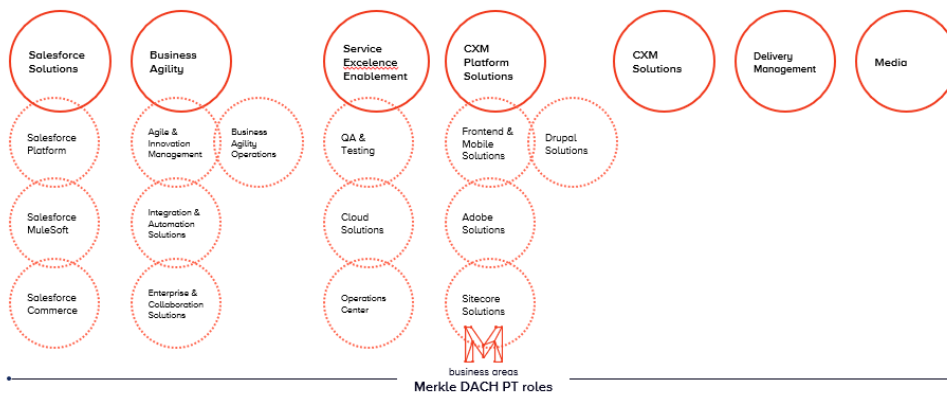 Salesforce
Solutions
Business
Agility
Service
Excelence
Enablement
CXM
Platform
Solutions
CXM
Solutions
Delivery
Management
Media
Salesforce
Platform
Agile &
Innovation
Management
Business
Agility
Operations
QA &
Testing
Frontend &
Mobile
Solutions
Drupal
Solutions
Salesforce
MuleSoft
Integration &
Automation
Solutions
Cloud
Solutions
Adobe
Solutions
Salesforce
Commerce
Enterprise &
Collaboration
Solutions
Operations
Center
Sitecore
Solutions
M
business areas
Merkle DACH PT roles